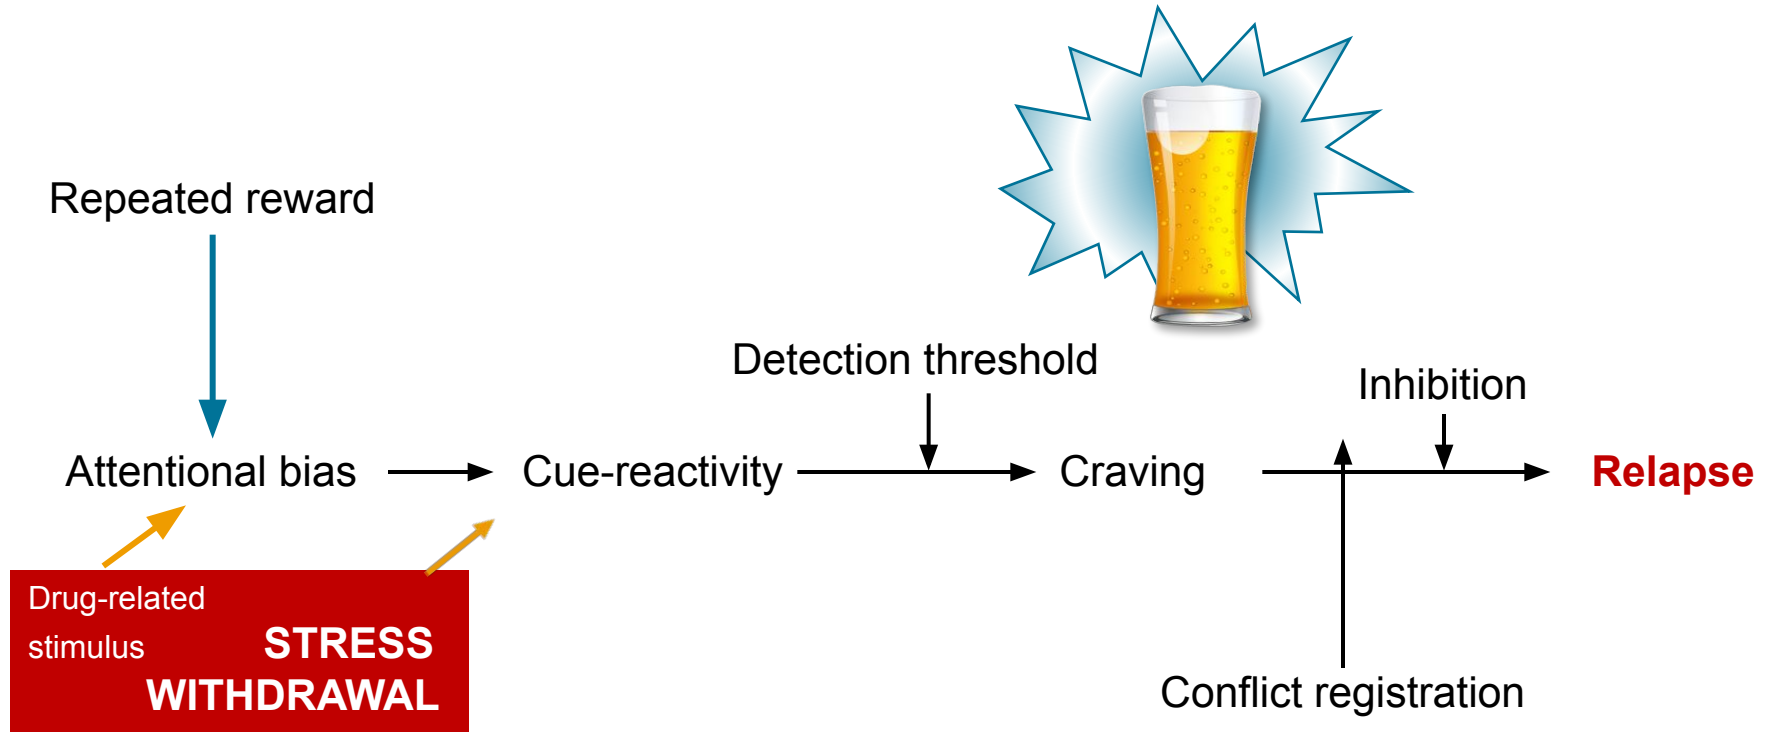 Repeated reward
Detection threshold
Inhibition
Attentional bias
Cue-reactivity
Craving
Relapse
Drug-related
stimulus
STRESS
WITHDRAWAL
Conflict registration